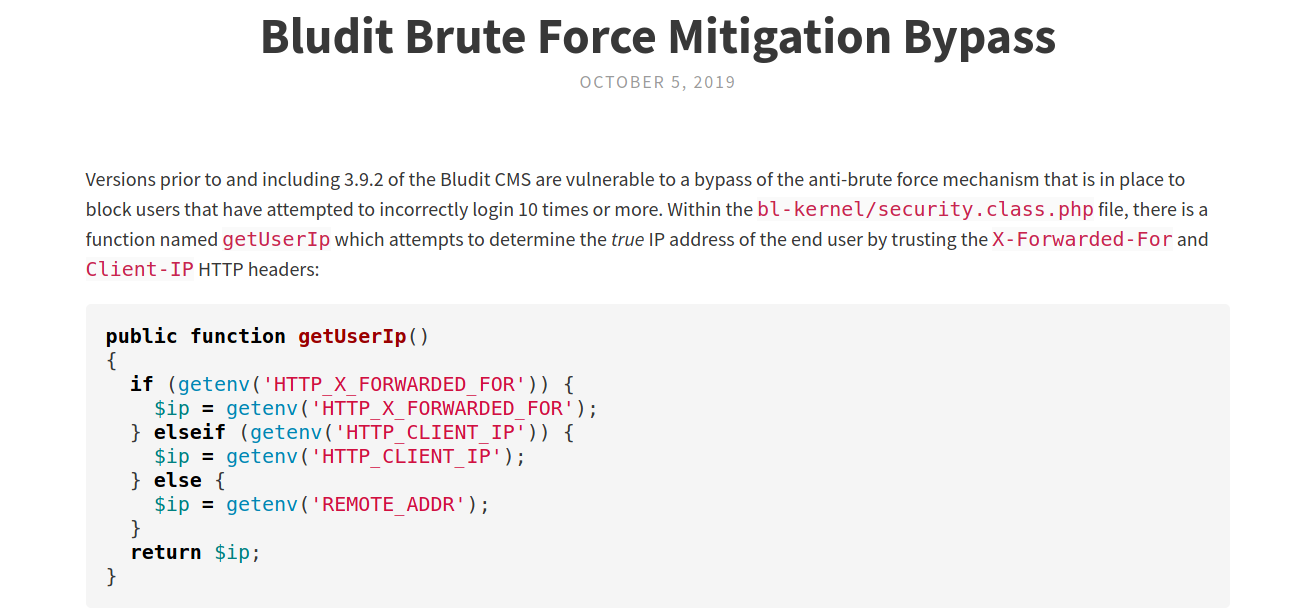 Bludit Brute Force Mitigation Bypass
OCTOBER 5, 2019
Versions prior to and including 3.9.2 of the Bludit CMS are vulnerable to a bypass of the anti-brute force mechanism that is in place to
block users that have attempted to incorrectly login 10 times or more. Within the bl-kernel/security.class.php file, there is a
function named getUserIp which attempts to determine the true IP address of the end user by trusting the X-Forwarded-For and
Client-IP HTTP headers:
public function getUserIp()
{
  if (getenv('HTTP_X_FORWARDED_FOR')) {
    $ip = getenv('HTTP_X_FORWARDED_FOR');
  } elseif (getenv('HTTP_CLIENT_IP')) {
    $ip = getenv('HTTP_CLIENT_IP');
  } else {
    $ip = getenv('REMOTE_ADDR');
  }
  return $ip;
}